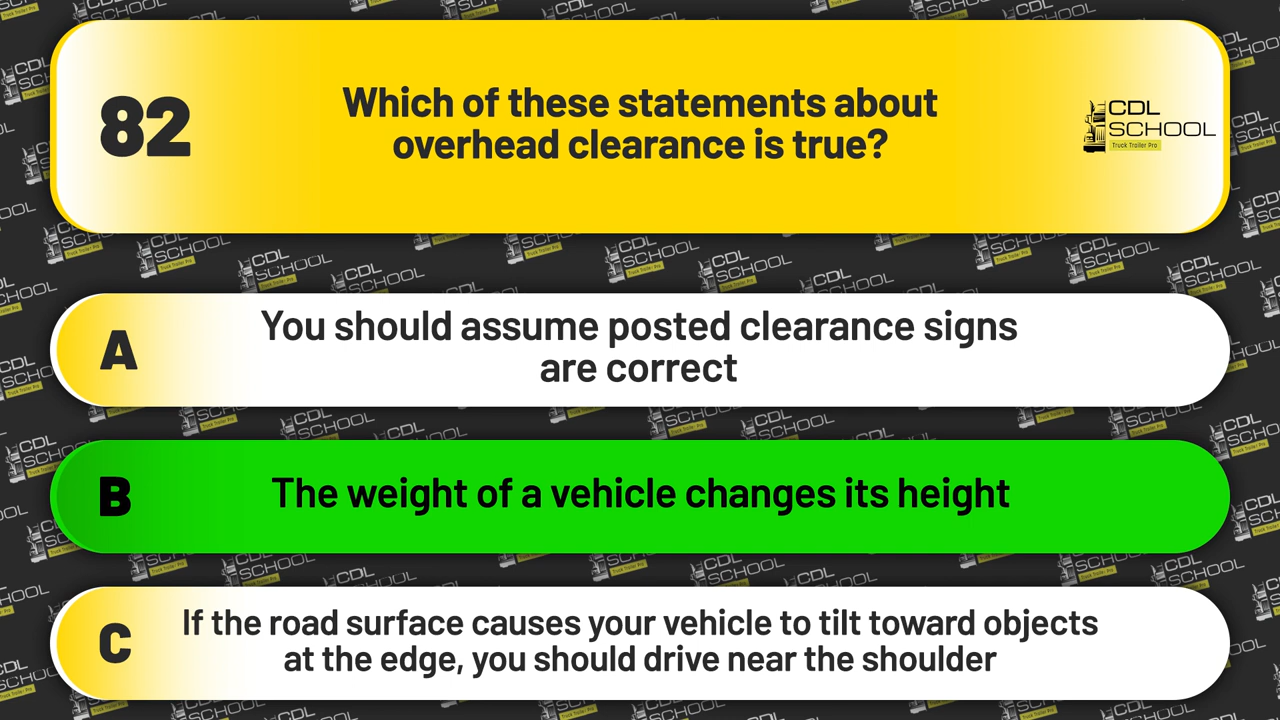 82
Which of these statements about
overhead clearance is true?
CDL
SCHOOL
Truck Trailer Pro
A
You should assume posted clearance signs
are correct
B
The weight of a vehicle changes its height
C
If the road surface causes your vehicle to tilt toward objects
at the edge, you should drive near the shoulder